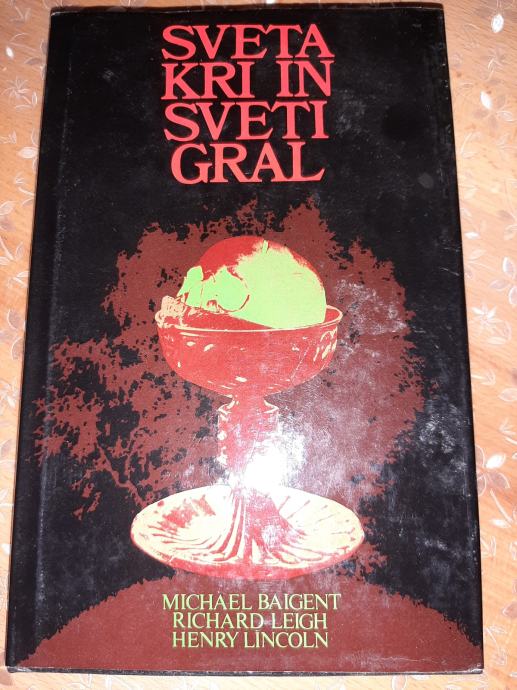 SVETA
KRI IN
SVETI
GRAL
MICHAEL BAIGENT
RICHARD LEIGH
HENRY LINCOLN